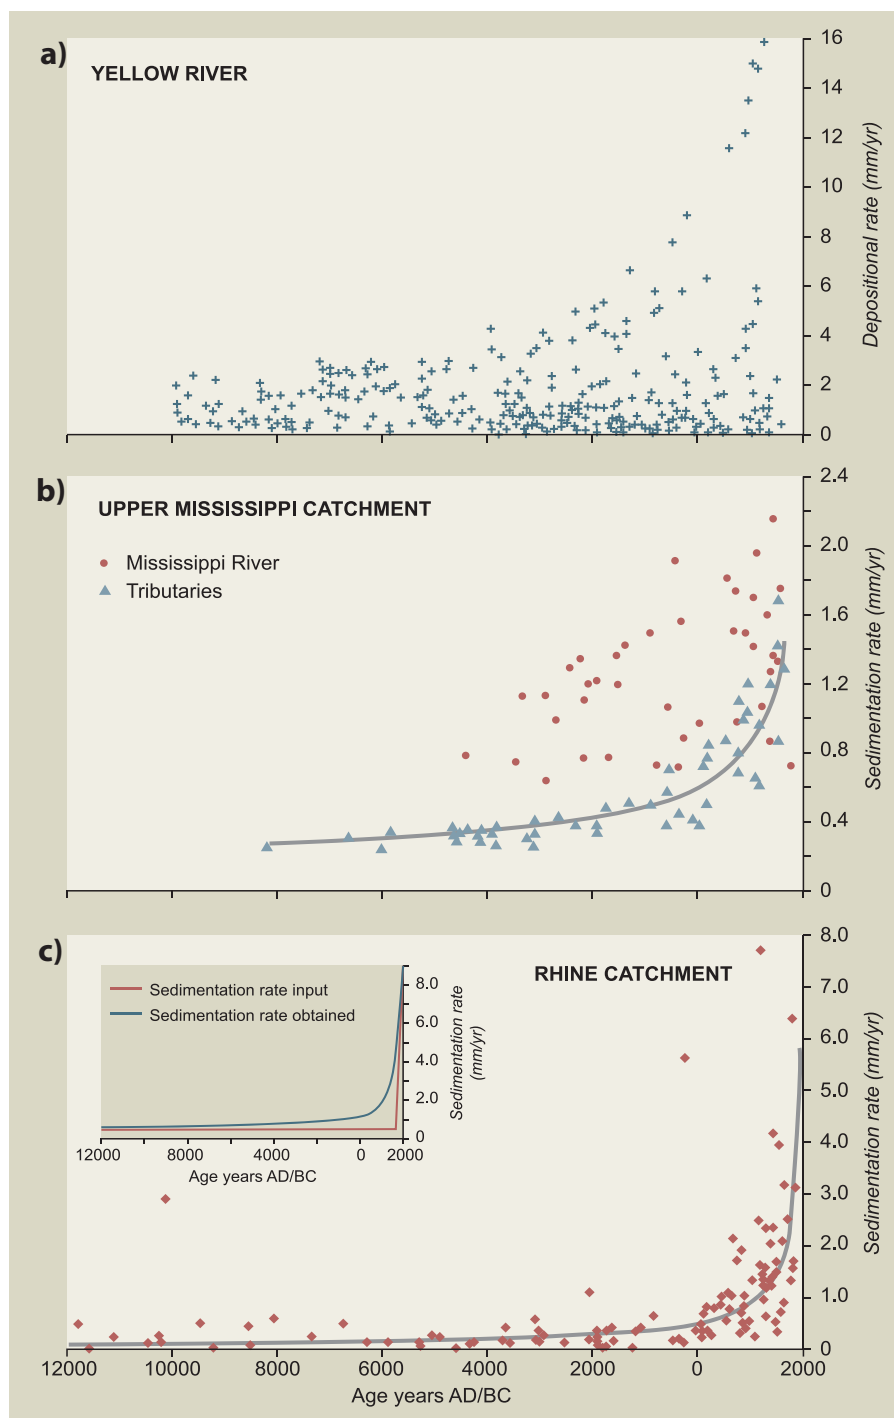 a)
YELLOW RIVER
16
14
12
10
8
6
4
2
0
Depositional rate (mm/yr)
b)
UPPER MISSISSIPPI CATCHMENT
Mississippi River
Tributaries
2.4
2.0
1.6
1.2
0.8
0.4
0
Sedimentation rate (mm/yr)
c)
RHINE CATCHMENT
Sedimentation rate input
Sedimentation rate obtained
8.0
6.0
4.0
2.0
0
Sedimentation rate
(mm/yr)
12000 8000 4000 0 2000
Age years AD/BC
8.0
7.0
6.0
5.0
4.0
3.0
2.0
1.0
0
Sedimentation rate (mm/yr)
12000 10000 8000 6000 4000 2000 0 2000
Age years AD/BC